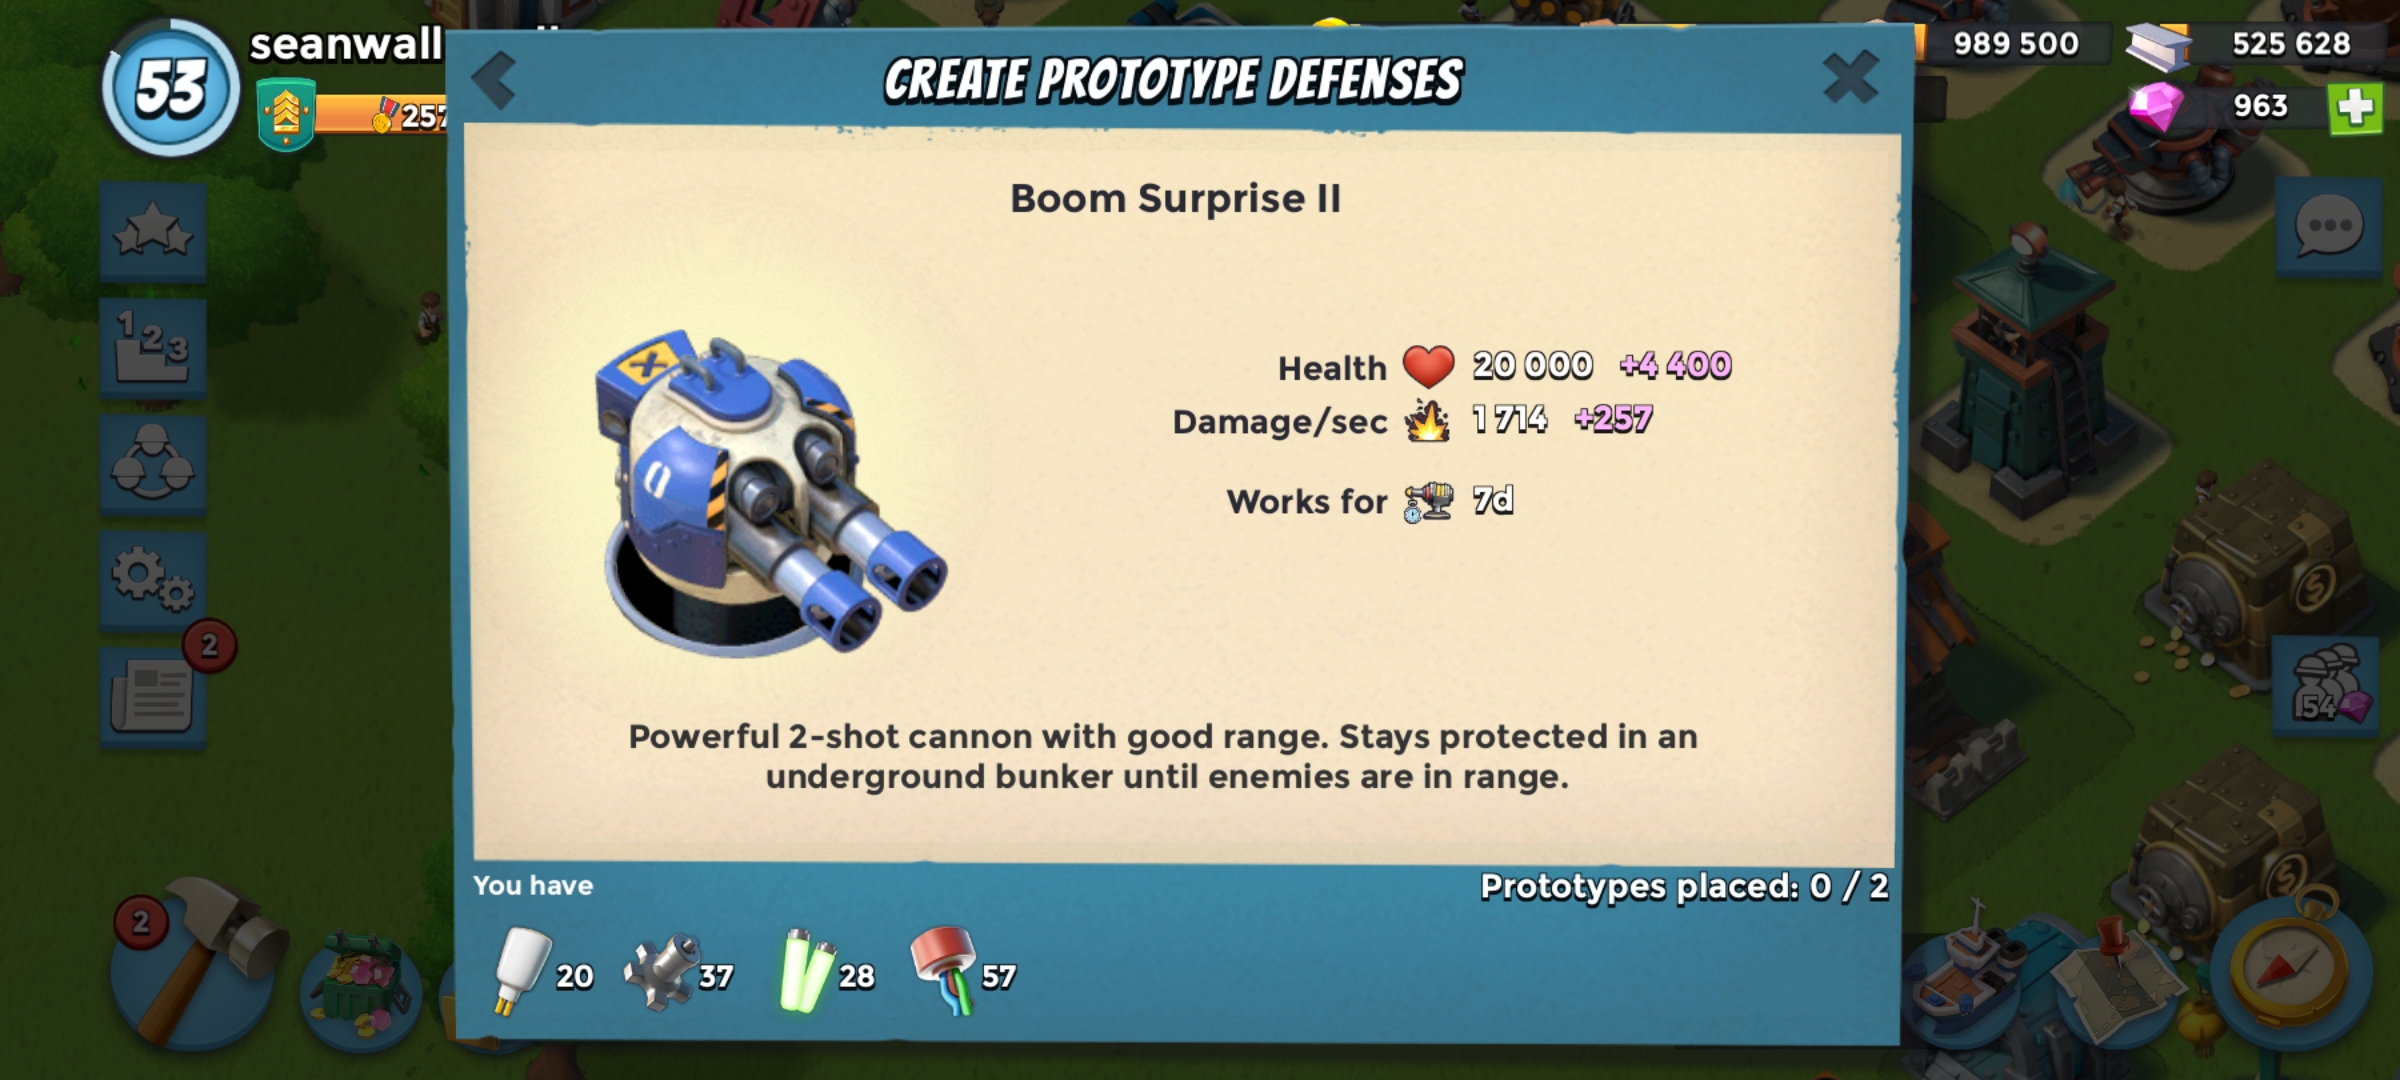 53
seanwall
257
CREATE PROTOTYPE DEFENSES
989 500
525 628
963
Boom Surprise II
Health 20 000 +4 400
Damage/sec 1 714 +257
Works for 7d
Powerful 2-shot cannon with good range. Stays protected in an
underground bunker until enemies are in range.
1 2 3
2
54
You have
Prototypes placed: 0 / 2
2
20
37
28
57